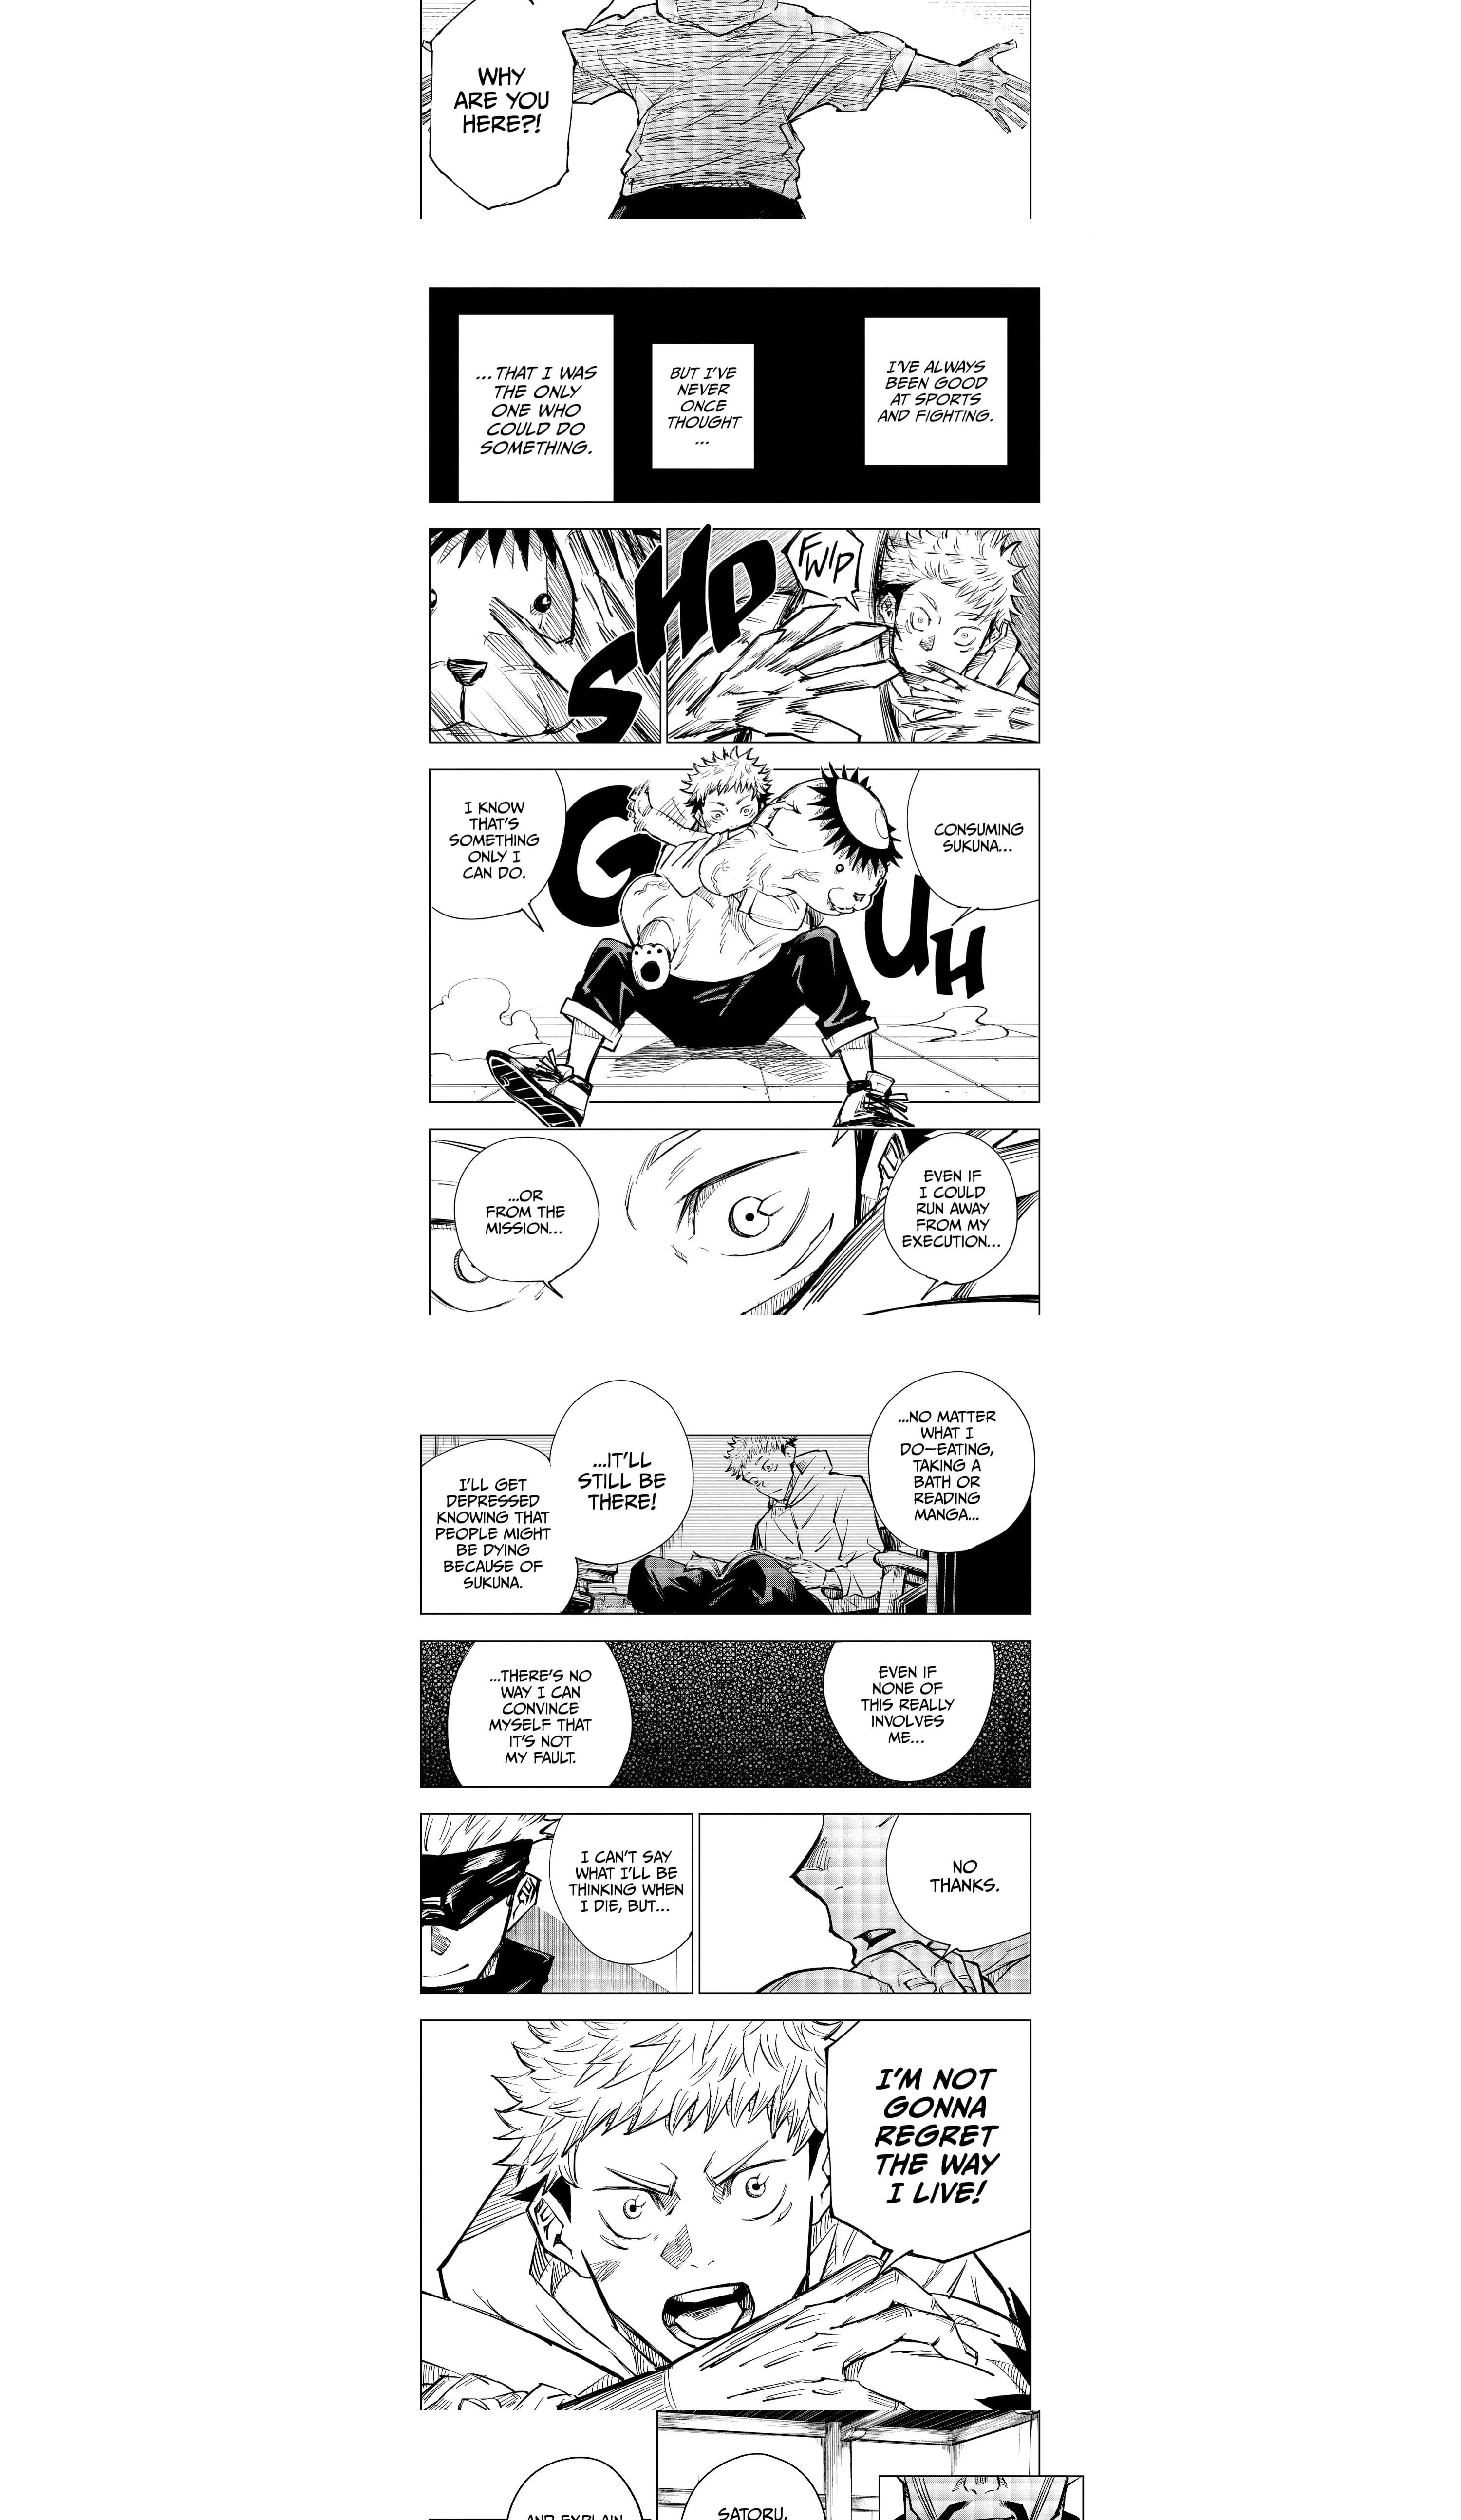 WHY
ARE YOU
HERE?!
I'VE ALWAYS
BEEN GOOD
AT SPORTS
AND FIGHTING.
BUT I'VE
NEVER
ONCE
THOUGHT
...
...THAT I WAS
THE ONLY
ONE WHO
COULD DO
SOMETHING.
FWIP
SHP
CONSUMING
SUKUNA...
GUH
I KNOW
THAT'S
SOMETHING
ONLY I
CAN DO.
EVEN IF
I COULD
RUN AWAY
FROM MY
EXECUTION...
...OR
FROM THE
MISSION...
...NO MATTER
WHAT I
DO—EATING,
TAKING A
BATH OR
READING
MANGA...
...IT'LL
STILL BE
THERE!
I'LL GET
DEPRESSED
KNOWING THAT
PEOPLE MIGHT
BE DYING
BECAUSE OF
SUKUNA.
EVEN IF
NONE OF
THIS REALLY
INVOLVES
ME...
...THERE'S NO
WAY I CAN
CONVINCE
MYSELF THAT
IT'S NOT
MY FAULT.
NO
THANKS.
I CAN'T SAY
WHAT I'LL BE
THINKING WHEN
I DIE, BUT...
I'M NOT
GONNA
REGRET
THE WAY
I LIVE!
SATORU,
AND EXPLAIN